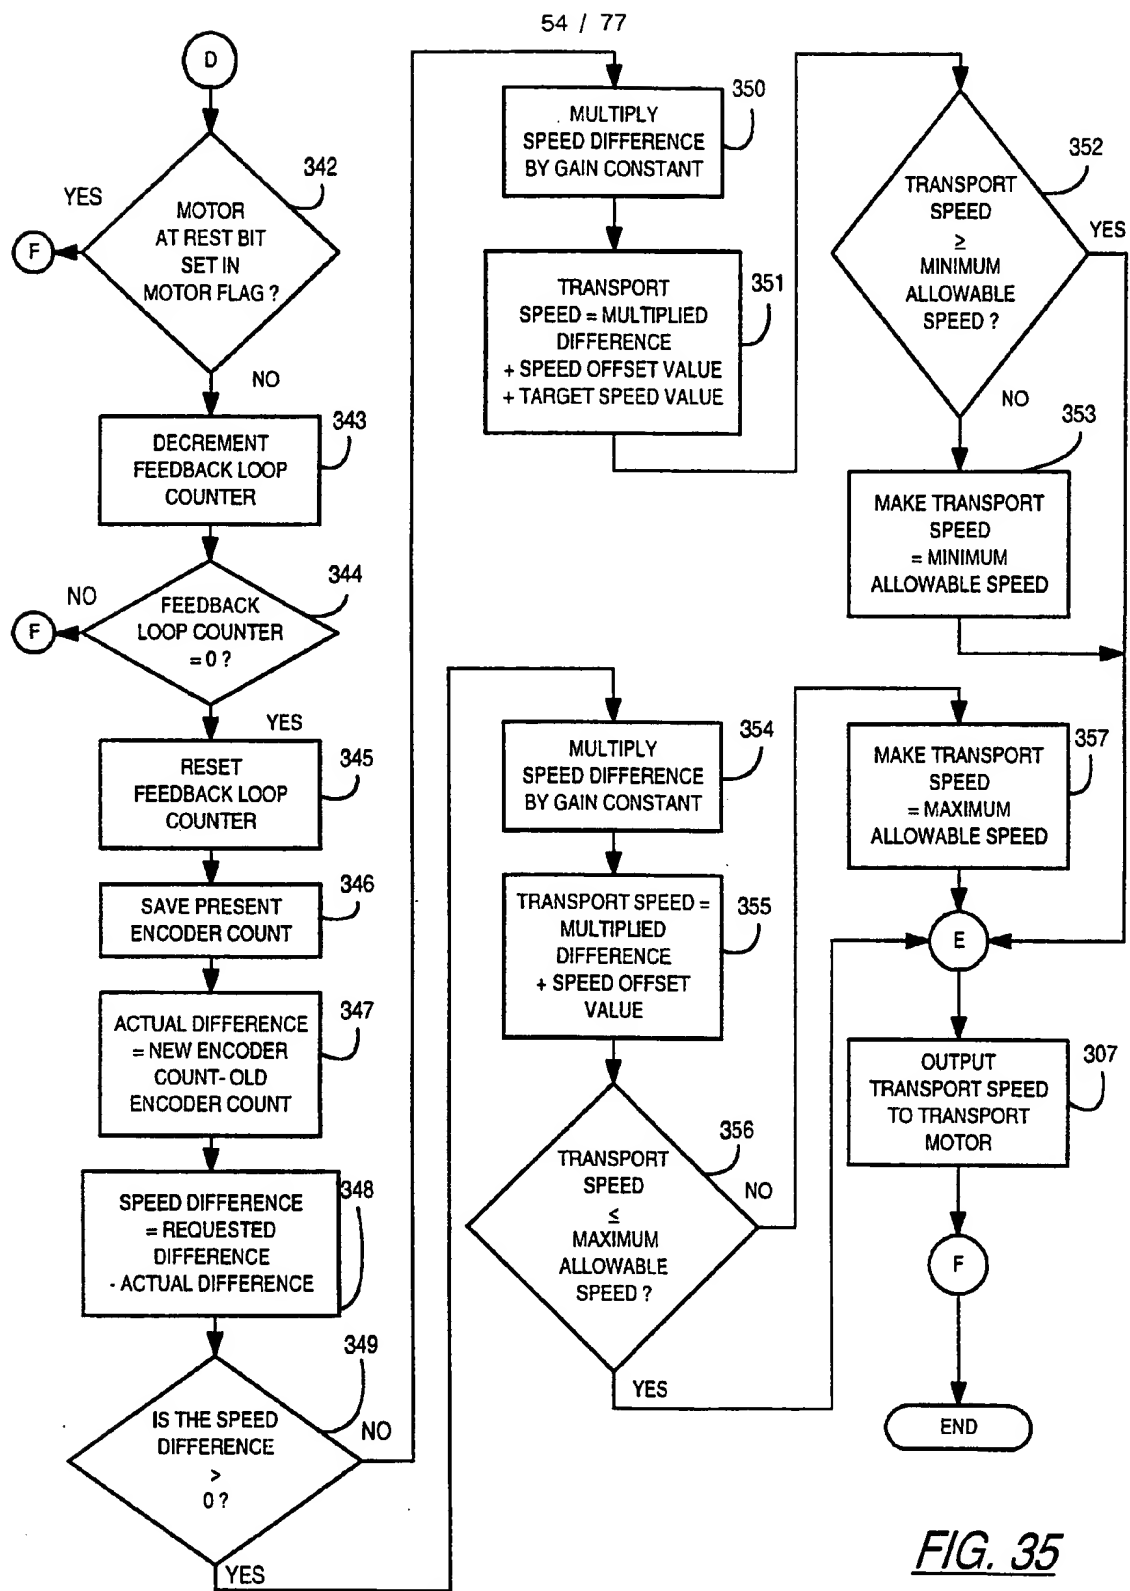 54 / 77
D
342
YES
MOTOR
AT REST BIT
SET IN
MOTOR FLAG ?
F
NO
343
DECREMENT
FEEDBACK LOOP
COUNTER
344
NO
FEEDBACK
LOOP COUNTER
= 0 ?
F
YES
345
RESET
FEEDBACK LOOP
COUNTER
346
SAVE PRESENT
ENCODER COUNT
347
ACTUAL DIFFERENCE
= NEW ENCODER
COUNT- OLD
ENCODER COUNT
348
SPEED DIFFERENCE
= REQUESTED
DIFFERENCE
- ACTUAL DIFFERENCE
349
IS THE SPEED
DIFFERENCE
>
0 ?
NO
YES
350
MULTIPLY
SPEED DIFFERENCE
BY GAIN CONSTANT
351
TRANSPORT
SPEED = MULTIPLIED
DIFFERENCE
+ SPEED OFFSET VALUE
+ TARGET SPEED VALUE
352
TRANSPORT
SPEED
≥
MINIMUM
ALLOWABLE
SPEED ?
YES
NO
353
MAKE TRANSPORT
SPEED
= MINIMUM
ALLOWABLE SPEED
354
MULTIPLY
SPEED DIFFERENCE
BY GAIN CONSTANT
355
TRANSPORT SPEED =
MULTIPLIED
DIFFERENCE
+ SPEED OFFSET
VALUE
356
TRANSPORT
SPEED
≤
MAXIMUM
ALLOWABLE
SPEED ?
NO
YES
357
MAKE TRANSPORT
SPEED
= MAXIMUM
ALLOWABLE SPEED
E
307
OUTPUT
TRANSPORT SPEED
TO TRANSPORT
MOTOR
F
END
FIG. 35